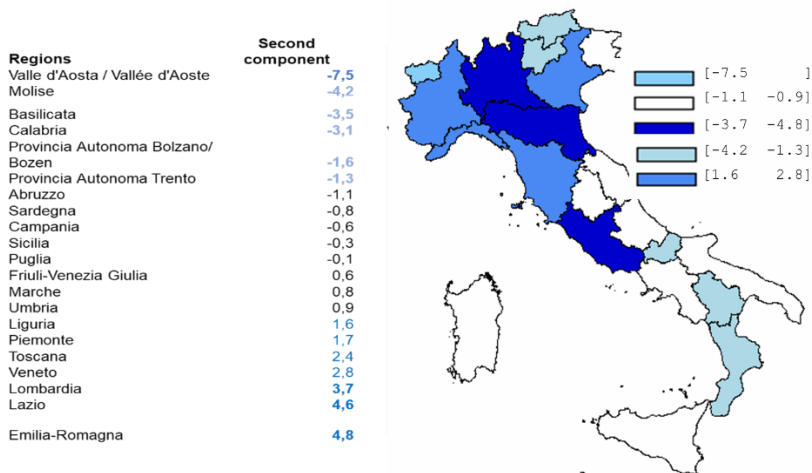 Regions Second component
Valle d'Aosta / Vallée d'Aoste -7,5
Molise -4,2
Basilicata -3,5
Calabria -3,1
Provincia Autonoma Bolzano/
Bozen -1,6
Provincia Autonoma Trento -1,3
Abruzzo -1,1
Sardegna -0,8
Campania -0,6
Sicilia -0,3
Puglia -0,1
Friuli-Venezia Giulia 0,6
Marche 0,8
Umbria 0,9
Liguria 1,6
Piemonte 1,7
Toscana 2,4
Veneto 2,8
Lombardia 3,7
Lazio 4,6
Emilia-Romagna 4,8
[-7.5 ]
[-1.1 -0.9]
[-3.7 -4.8]
[-4.2 -1.3]
[1.6 2.8]